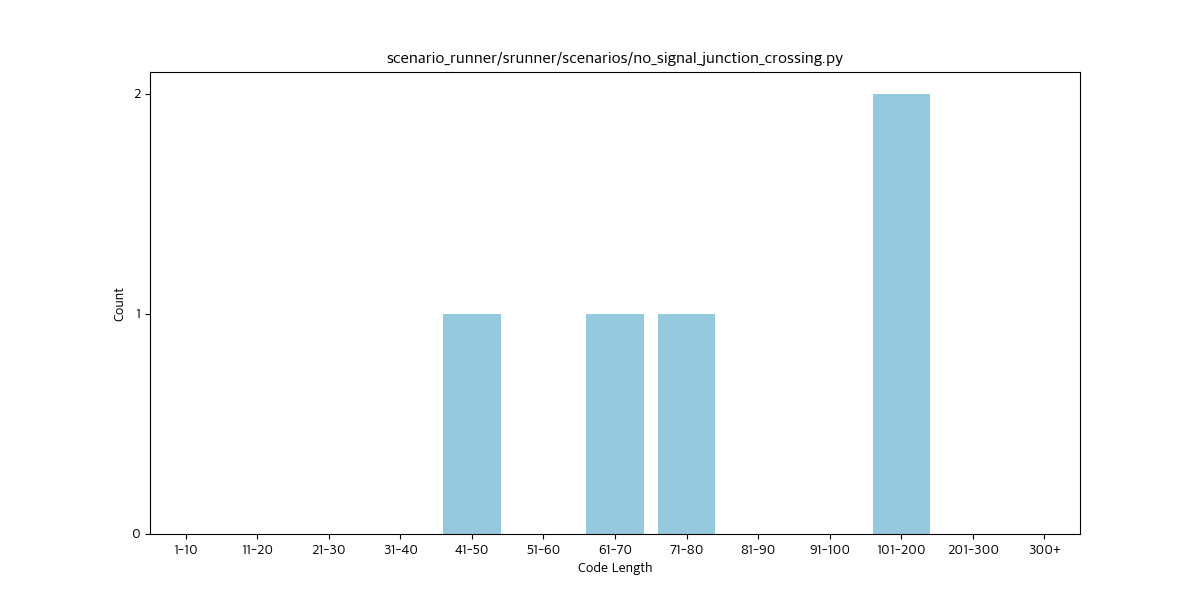 scenario_runner/srunner/scenarios/no_signal_junction_crossing.py
Count
2
1
0
1-10 11-20 21-30 31-40 41-50 51-60 61-70 71-80 81-90 91-100 101-200 201-300 300+
Code Length